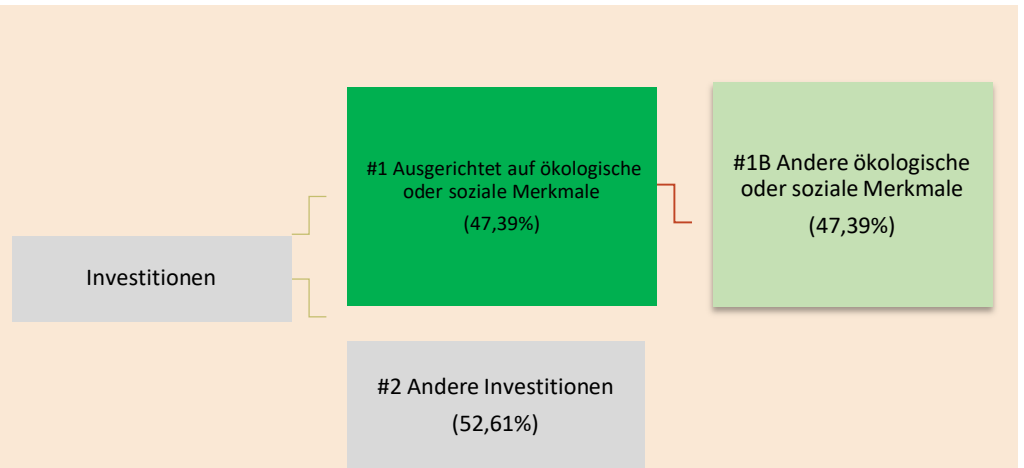 Investitionen
#1 Ausgerichtet auf ökologische
oder soziale Merkmale
(47,39%)
#1B Andere ökologische
oder soziale Merkmale
(47,39%)
#2 Andere Investitionen
(52,61%)